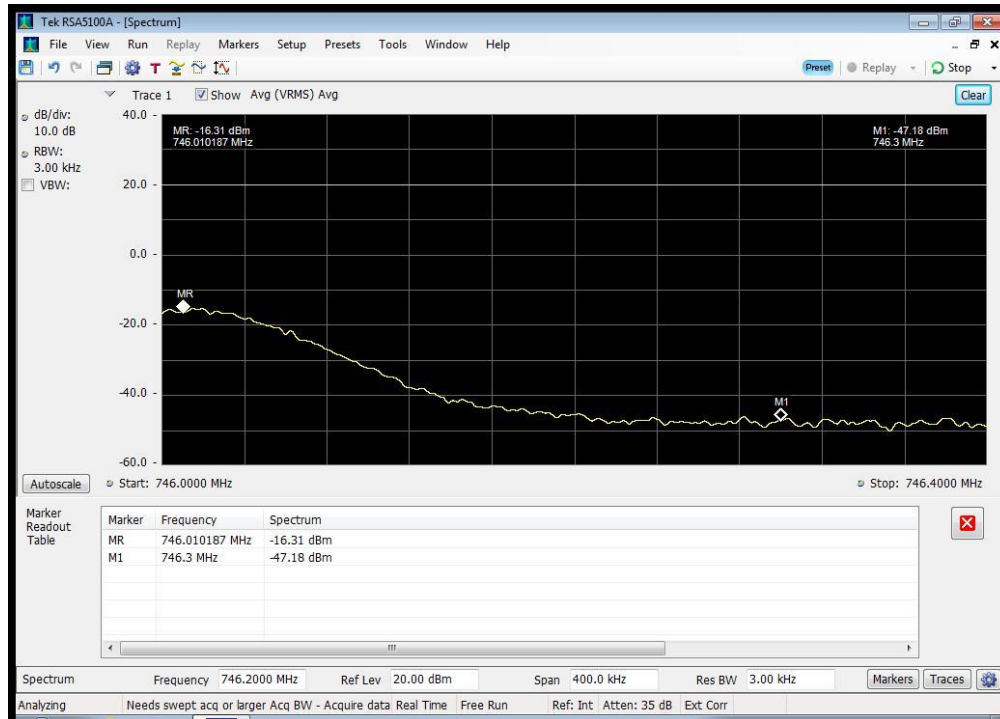 Tek RSA5100A - [Spectrum]
File View Run Replay Markers Setup Presets Tools Window Help
T Preset Replay Stop
Trace 1 Show Avg (VRMS) Avg Clear
dB/div:
10.0 dB
RBW:
3.00 kHz
VBW:
40.0
MR: -16.31 dBm
746.010187 MHz
M1: -47.18 dBm
746.3 MHz
20.0
0.0
MR
-20.0
-40.0
M1
-60.0
Autoscale Start: 746.0000 MHz Stop: 746.4000 MHz
Marker
Readout
Table
Marker Frequency Spectrum
MR 746.010187 MHz -16.31 dBm
M1 746.3 MHz -47.18 dBm
Spectrum Frequency 746.2000 MHz Ref Lev 20.00 dBm Span 400.0 kHz Res BW 3.00 kHz Markers Traces
Analyzing Needs swept acq or larger Acq BW - Acquire data Real Time Free Run Ref: Int Atten: 35 dB Ext Corr